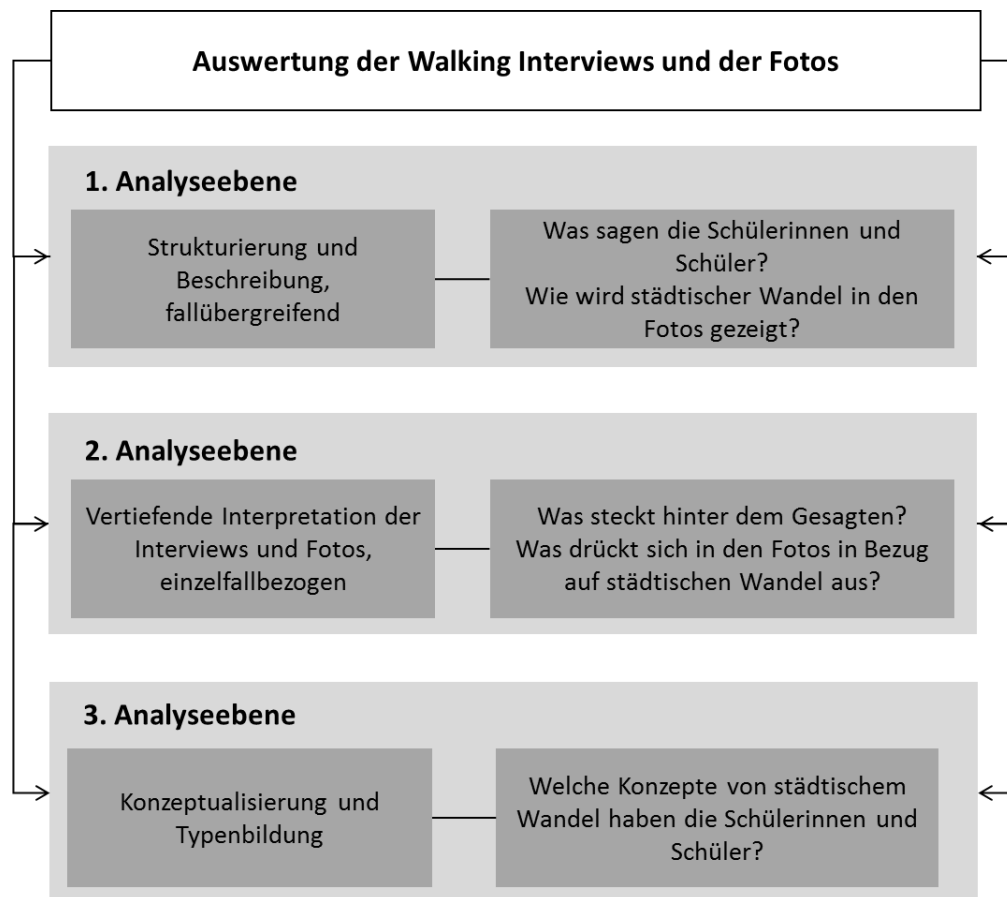 Auswertung der Walking Interviews und der Fotos
1. Analyseebene
Strukturierung und
Beschreibung,
fallübergreifend
Was sagen die Schülerinnen und
Schüler?
Wie wird städtischer Wandel in den
Fotos gezeigt?
2. Analyseebene
Vertiefende Interpretation der
Interviews und Fotos,
einzelfallbezogen
Was steckt hinter dem Gesagten?
Was drückt sich in den Fotos in Bezug
auf städtischen Wandel aus?
3. Analyseebene
Konzeptualisierung und
Typenbildung
Welche Konzepte von städtischem
Wandel haben die Schülerinnen und
Schüler?